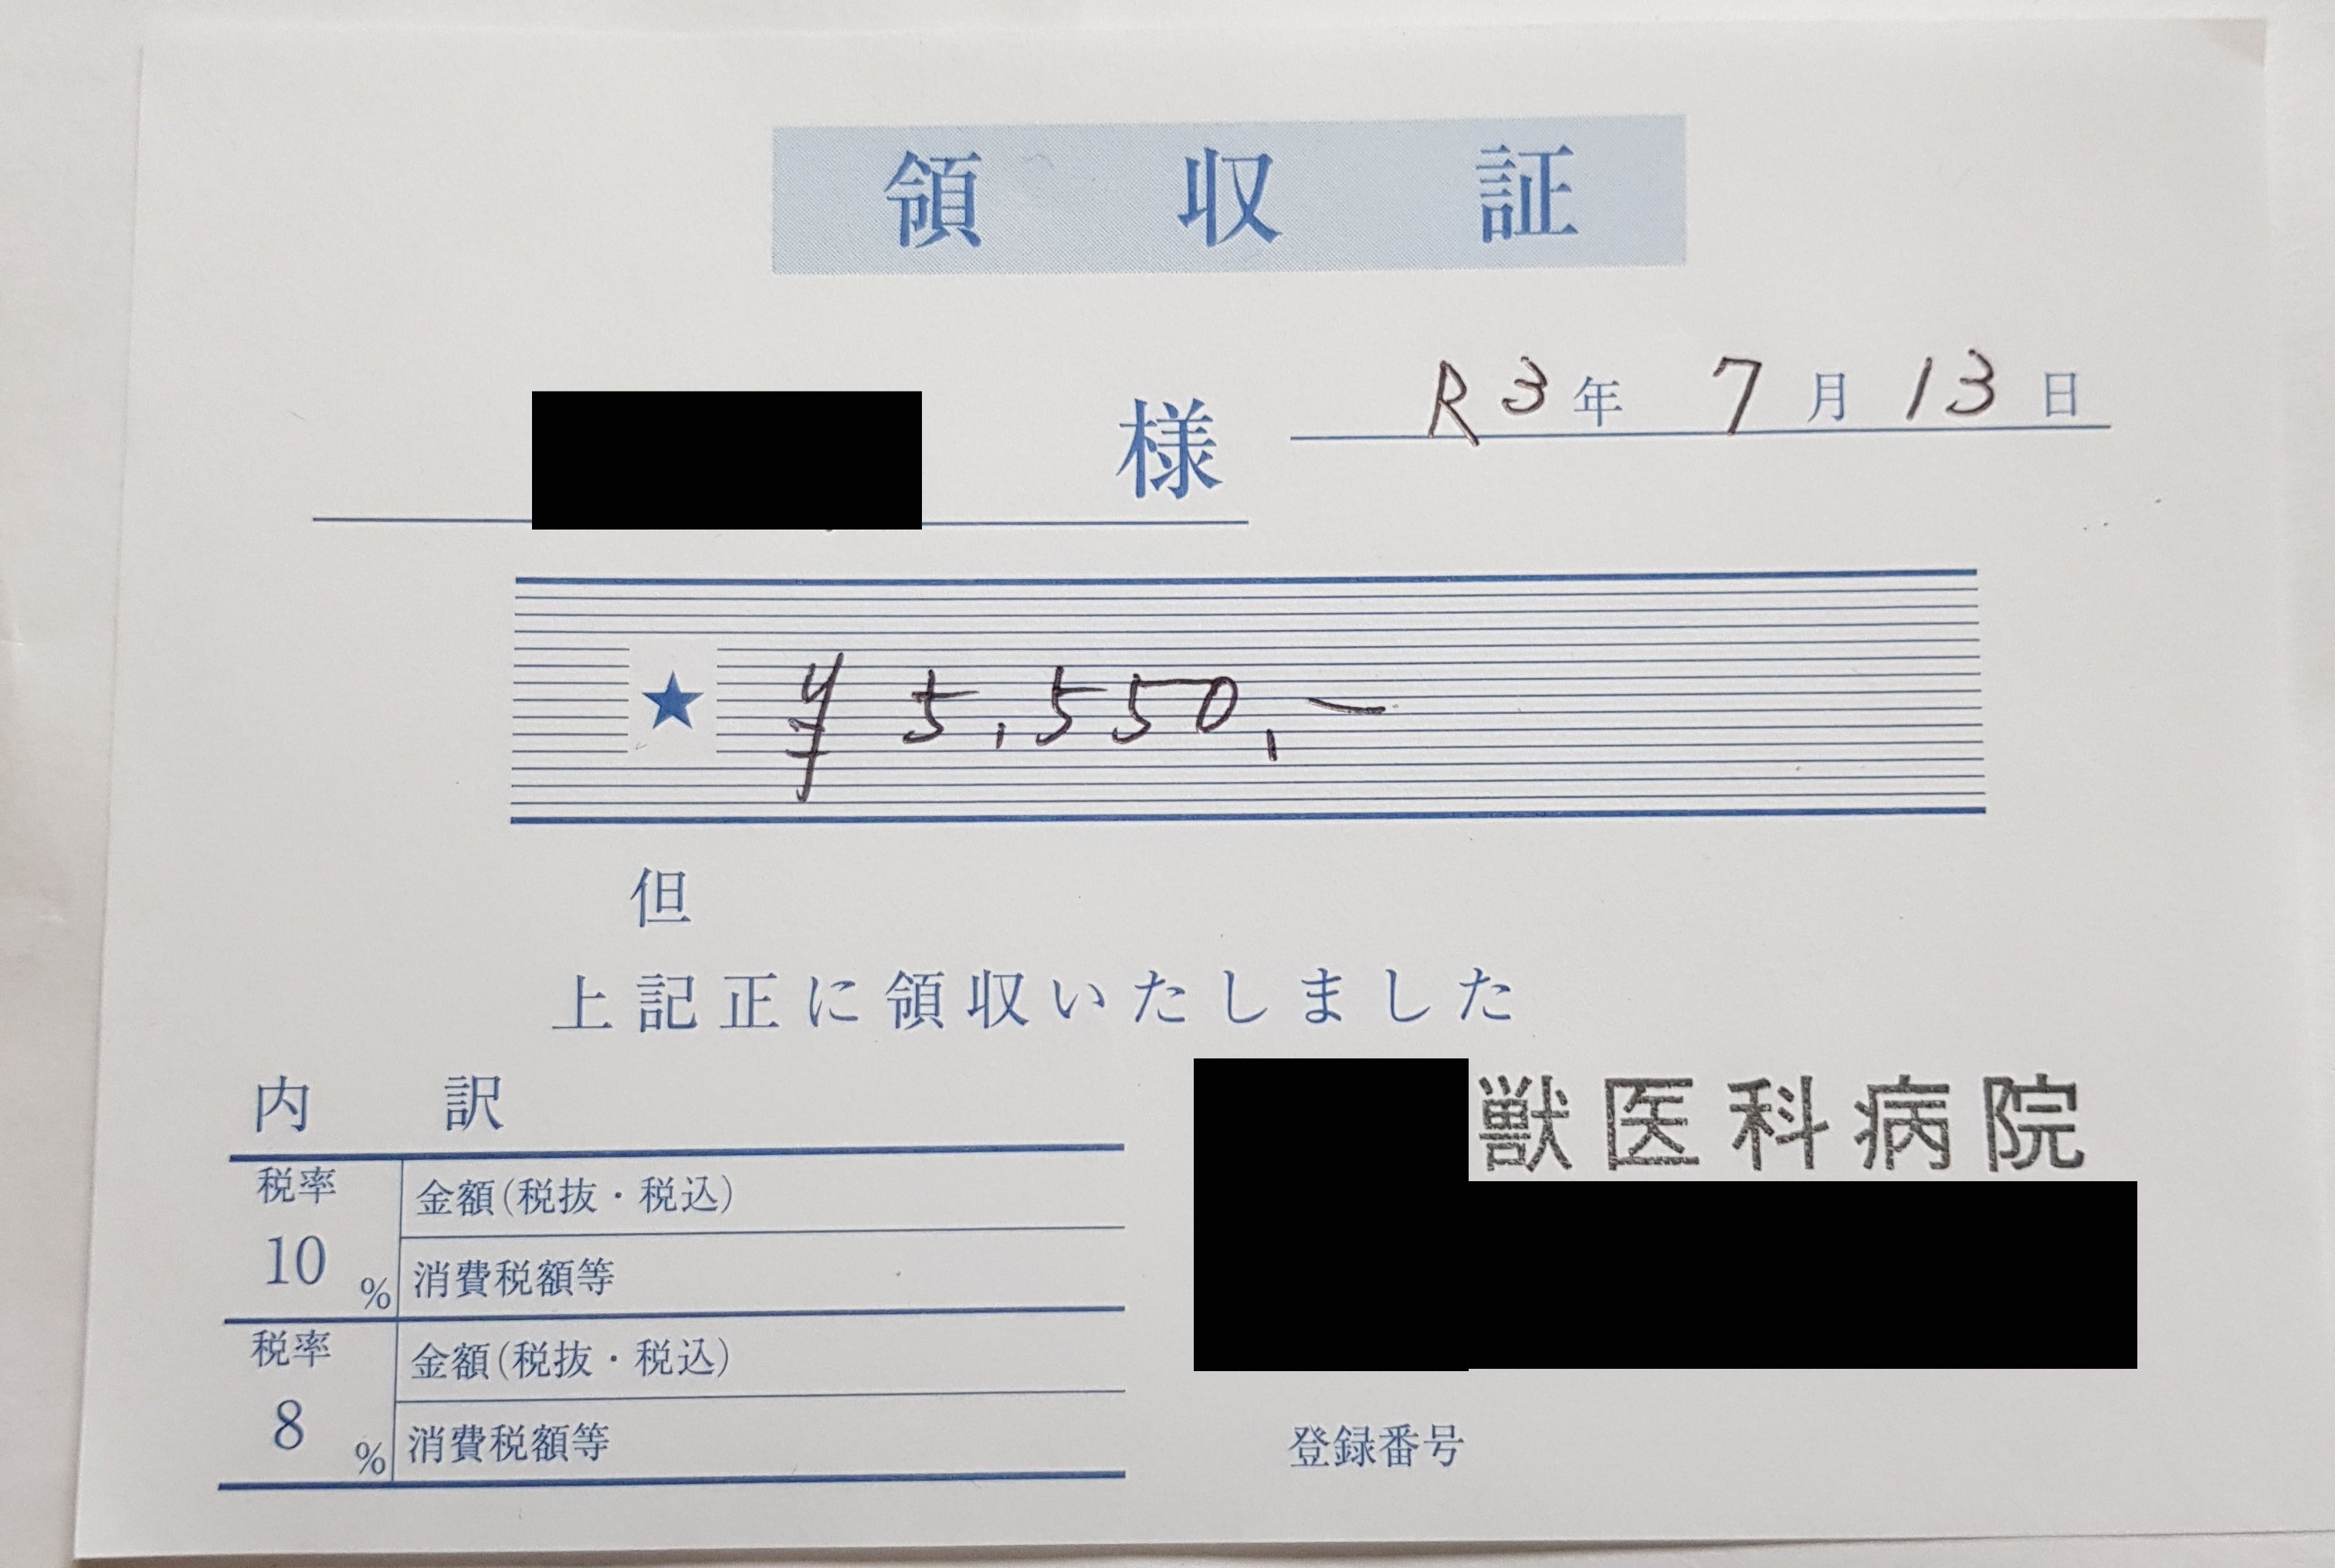 領収証
様
R3年 7月 13日
★ ¥5,550,-
但
上記正に領収いたしました
内訳
獣医科病院
税率 10% 金額(税抜・税込)
消費税額等
税率 8% 金額(税抜・税込)
消費税額等
登録番号